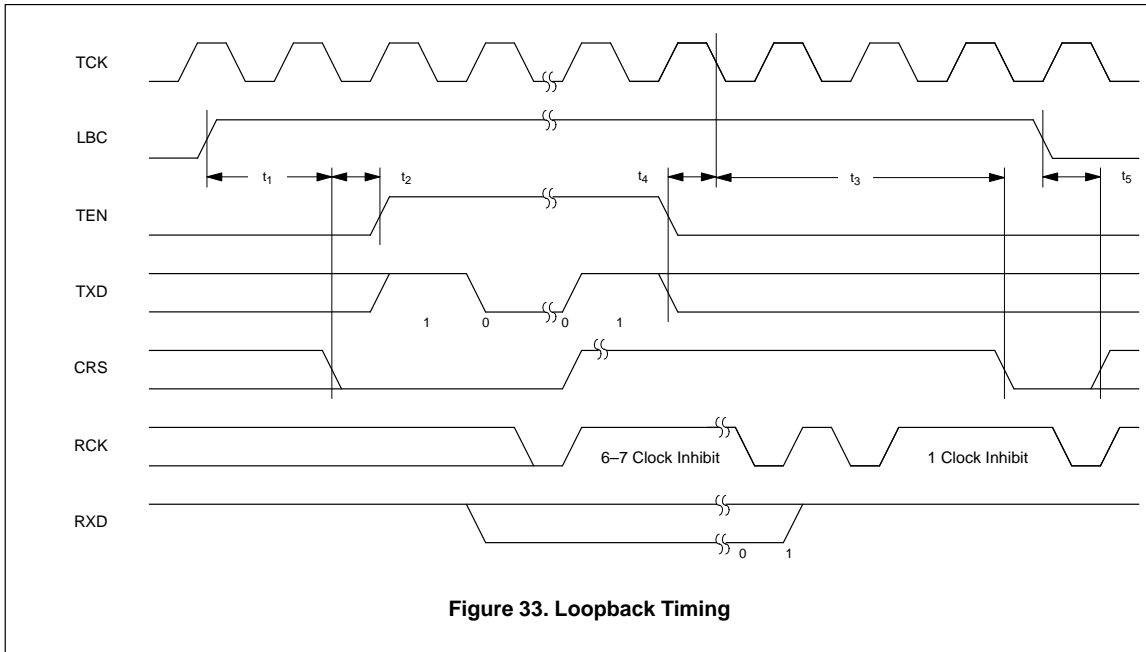 TCK
LBC
t1 t2 t4 t3 t5
TEN
TXD
1 0 0 1
CRS
RCK
6–7 Clock Inhibit 1 Clock Inhibit
RXD
0 1
Figure 33. Loopback Timing